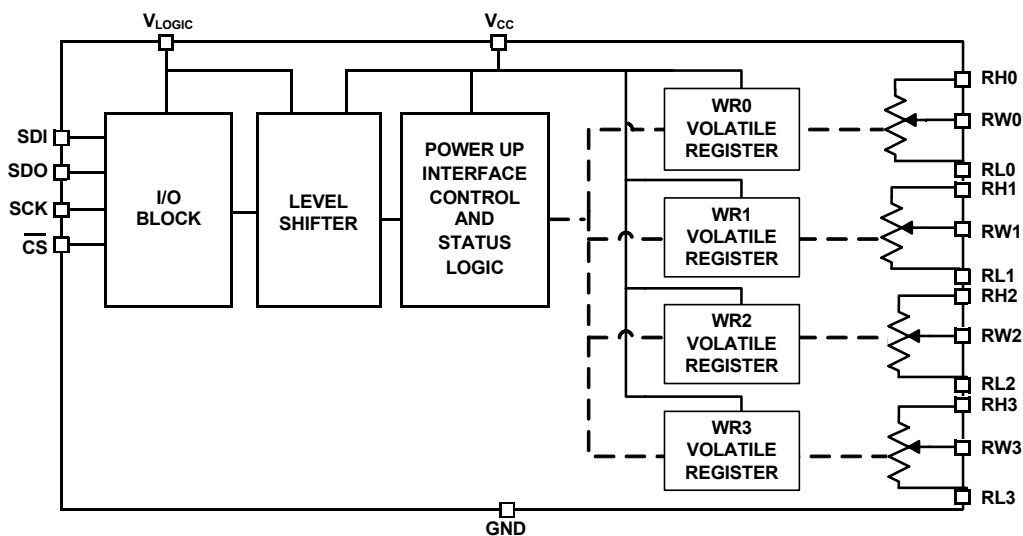 VLOGIC
VCC
SDI
SDO
SCK
CS
I/O
BLOCK
LEVEL
SHIFTER
POWER UP
INTERFACE
CONTROL
AND
STATUS
LOGIC
WR0
VOLATILE
REGISTER
WR1
VOLATILE
REGISTER
WR2
VOLATILE
REGISTER
WR3
VOLATILE
REGISTER
RH0
RW0
RL0
RH1
RW1
RL1
RH2
RW2
RL2
RH3
RW3
RL3
GND